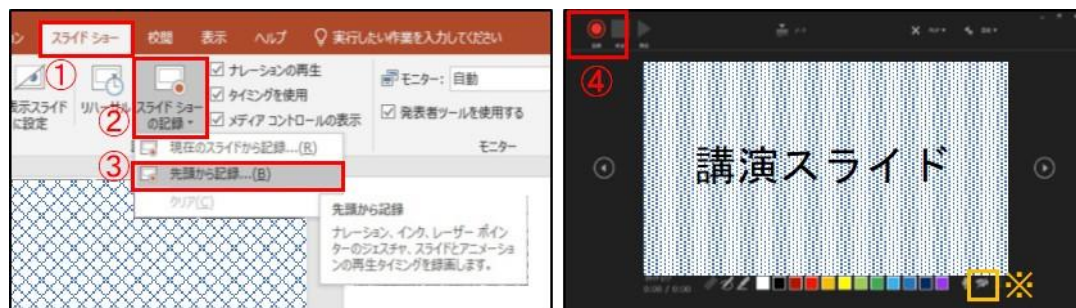 スライド ショー 校閲 表示 ヘルプ 実行したい作業を入力してください
①
②
リハーサル
スライド ショー
の記録
ナレーションの再生
タイミングを使用
メディア コントロールの表示
モニター: 自動
発表者ツールを使用する
モニター
表示スライド
に設定
現在のスライドから記録...(R)
③
先頭から記録...(B)
クリア(C)
先頭から記録
ナレーション、インク、レーザー ポイン
ターのジェスチャ、スライドとアニメーショ
ンの再生タイミングを録画します。
④
講演スライド
0:00 / 0:00
※